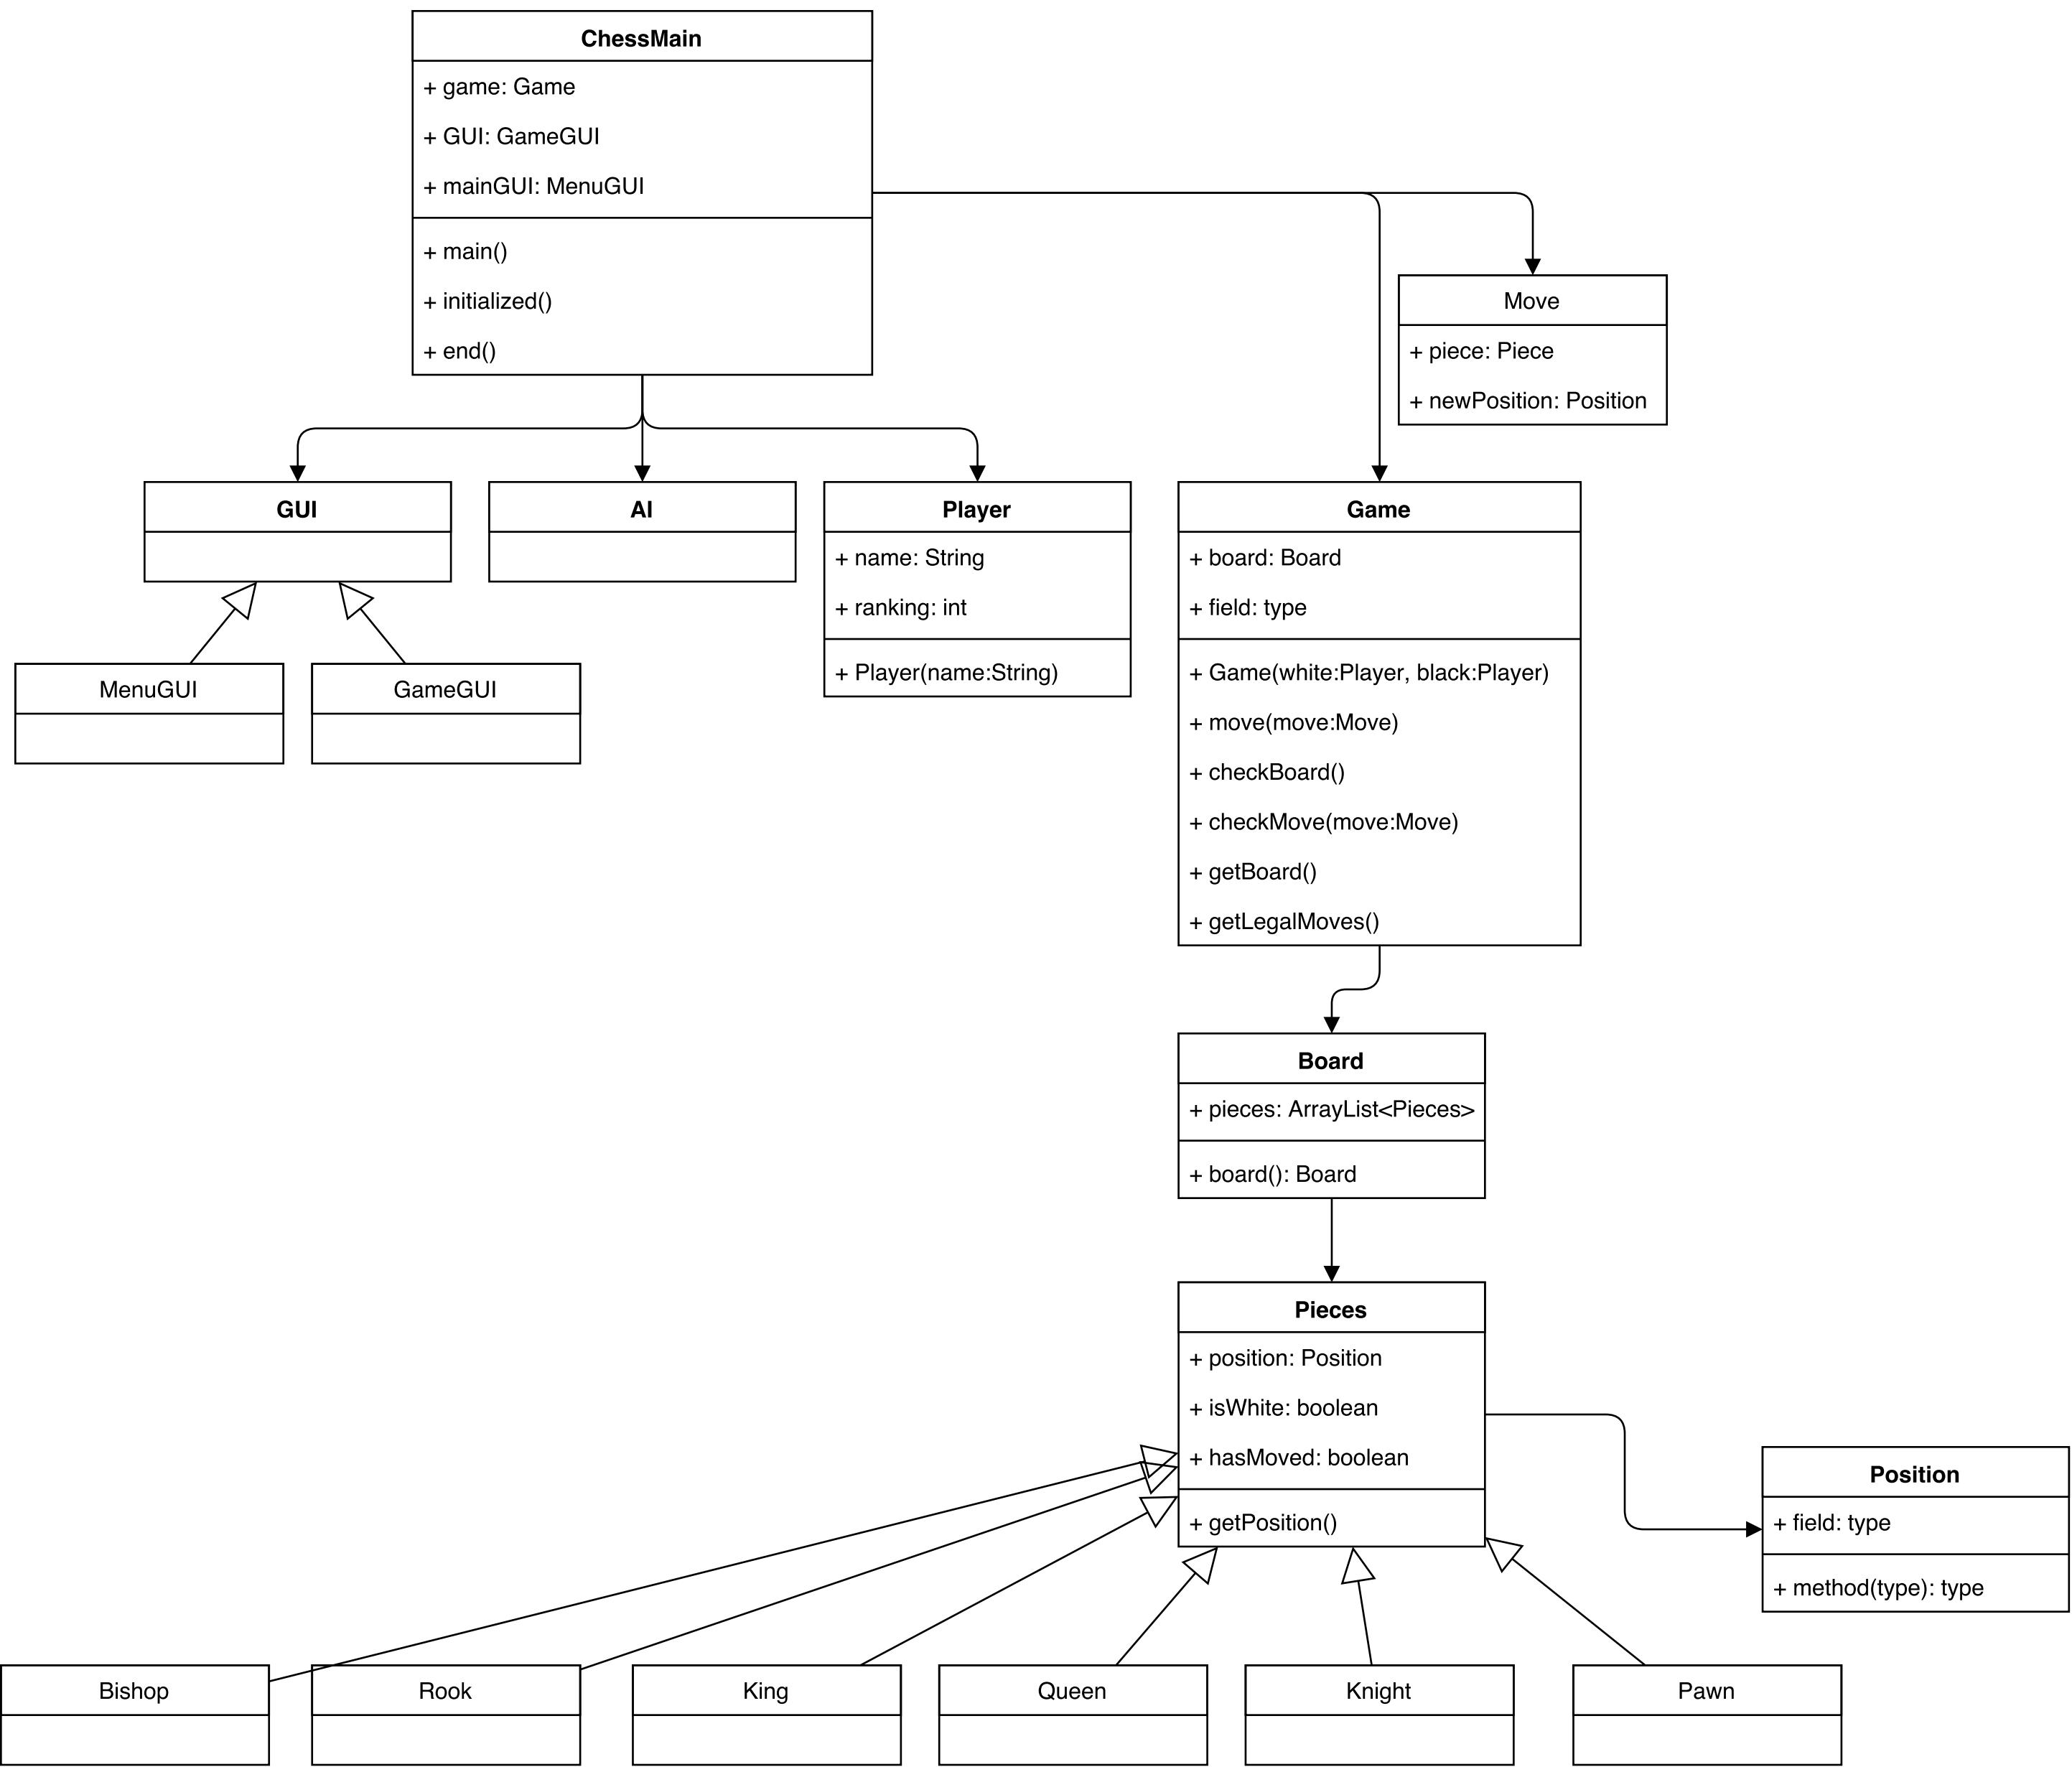 ChessMain
+ game: Game
+ GUI: GameGUI
+ mainGUI: MenuGUI
+ main()
+ initialized()
+ end()
Move
+ piece: Piece
+ newPosition: Position
GUI
AI
Player
+ name: String
+ ranking: int
+ Player(name:String)
Game
+ board: Board
+ field: type
+ Game(white:Player, black:Player)
+ move(move:Move)
+ checkBoard()
+ checkMove(move:Move)
+ getBoard()
+ getLegalMoves()
MenuGUI
GameGUI
Board
+ pieces: ArrayList<Pieces>
+ board(): Board
Pieces
+ position: Position
+ isWhite: boolean
+ hasMoved: boolean
+ getPosition()
Position
+ field: type
+ method(type): type
Bishop
Rook
King
Queen
Knight
Pawn